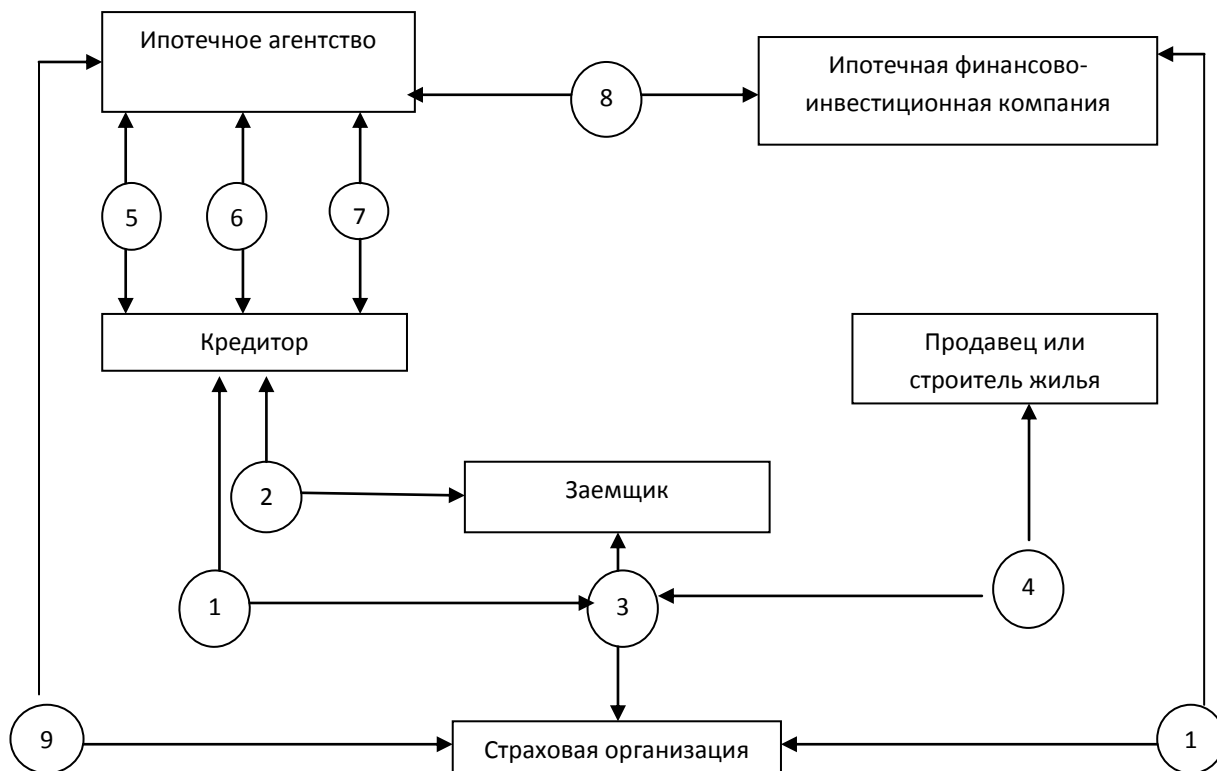 Ипотечное агентство
Ипотечная финансово-
инвестиционная компания
8
5
6
7
Кредитор
Продавец или
строитель жилья
2
Заемщик
1
3
4
9
Страховая организация
1